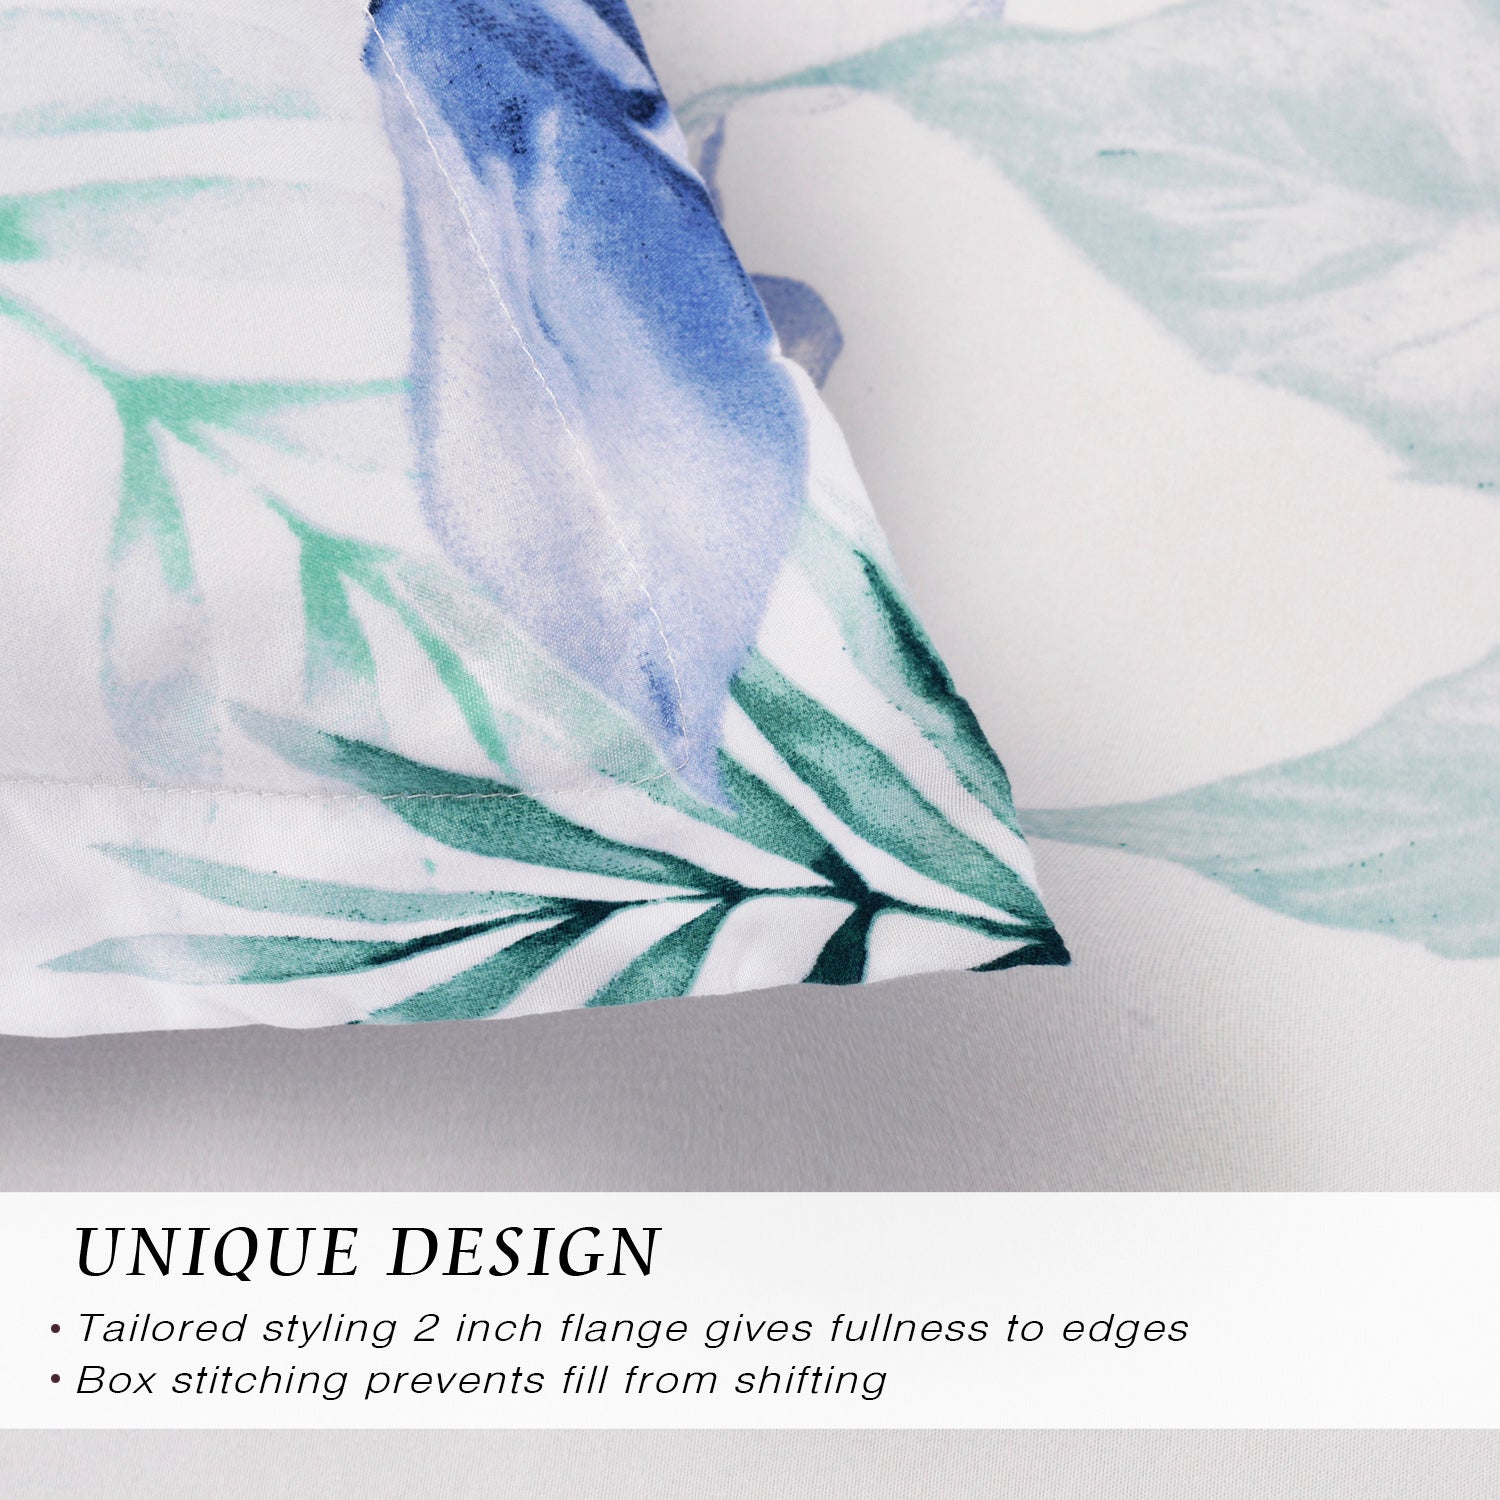 UNIQUE DESIGN
• Tailored styling 2 inch flange gives fullness to edges
• Box stitching prevents fill from shifting